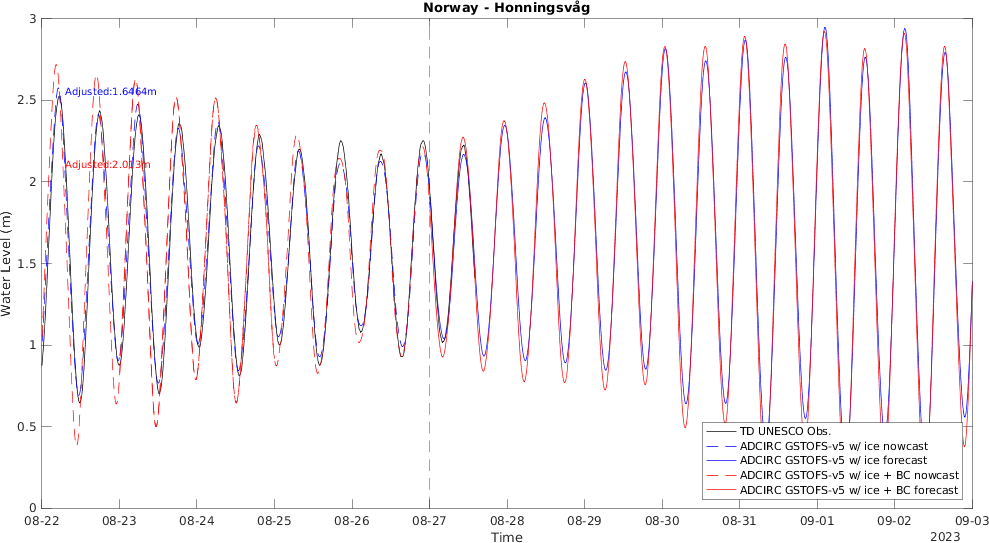 Norway - Honningsvåg
3
2.5
2
1.5
1
0.5
0
Water Level (m)
Adjusted:1.6464m
Adjusted:2.013m
TD UNESCO Obs.
ADCIRC GSTOFS-v5 w/ ice nowcast
ADCIRC GSTOFS-v5 w/ ice forecast
ADCIRC GSTOFS-v5 w/ ice + BC nowcast
ADCIRC GSTOFS-v5 w/ ice + BC forecast
08-22 08-23 08-24 08-25 08-26 08-27 08-28 08-29 08-30 08-31 09-01 09-02 09-03
Time
2023